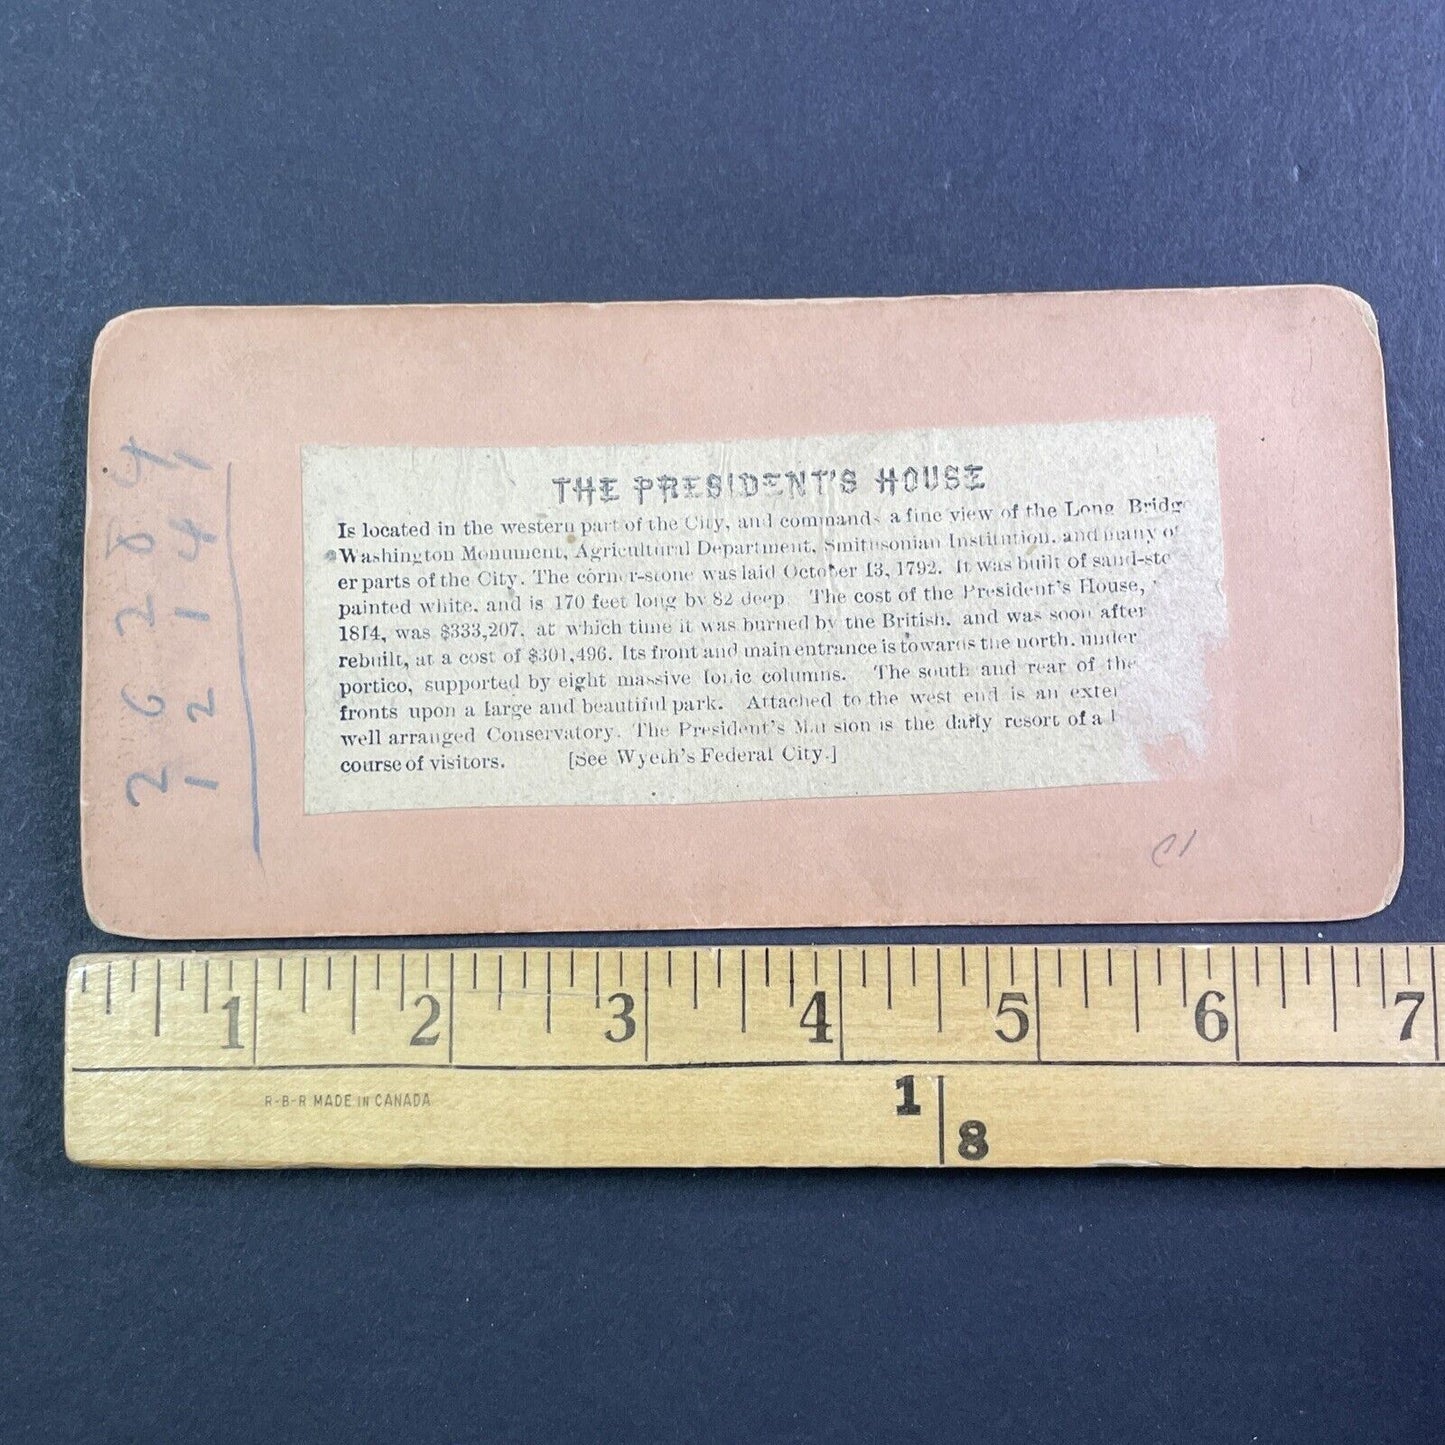 THE PRESIDENT'S HOUSE
Is located in the western part of the City, and commands a fine view of the Long Bridge
Washington Monument, Agricultural Department, Smithsonian Institution, and many
er parts of the City. The corner-stone was laid October 13, 1792. It was built of sand-sto
painted white, and is 170 feet long by 82 deep. The cost of the President's House,
1814, was $333,207, at which time it was burned by the British, and was soon after
rebuilt, at a cost of $301,496. Its front and main entrance is towards the north, under
portico, supported by eight massive Ionic columns. The south and rear of the
fronts upon a large and beautiful park. Attached to the west end is an exten
well arranged Conservatory. The President's Mansion is the daily resort of a
course of visitors. [See Wyeth's Federal City.]
26284
12141
1 2 3 4 5 6 7
R-B-R MADE IN CANADA
1
8